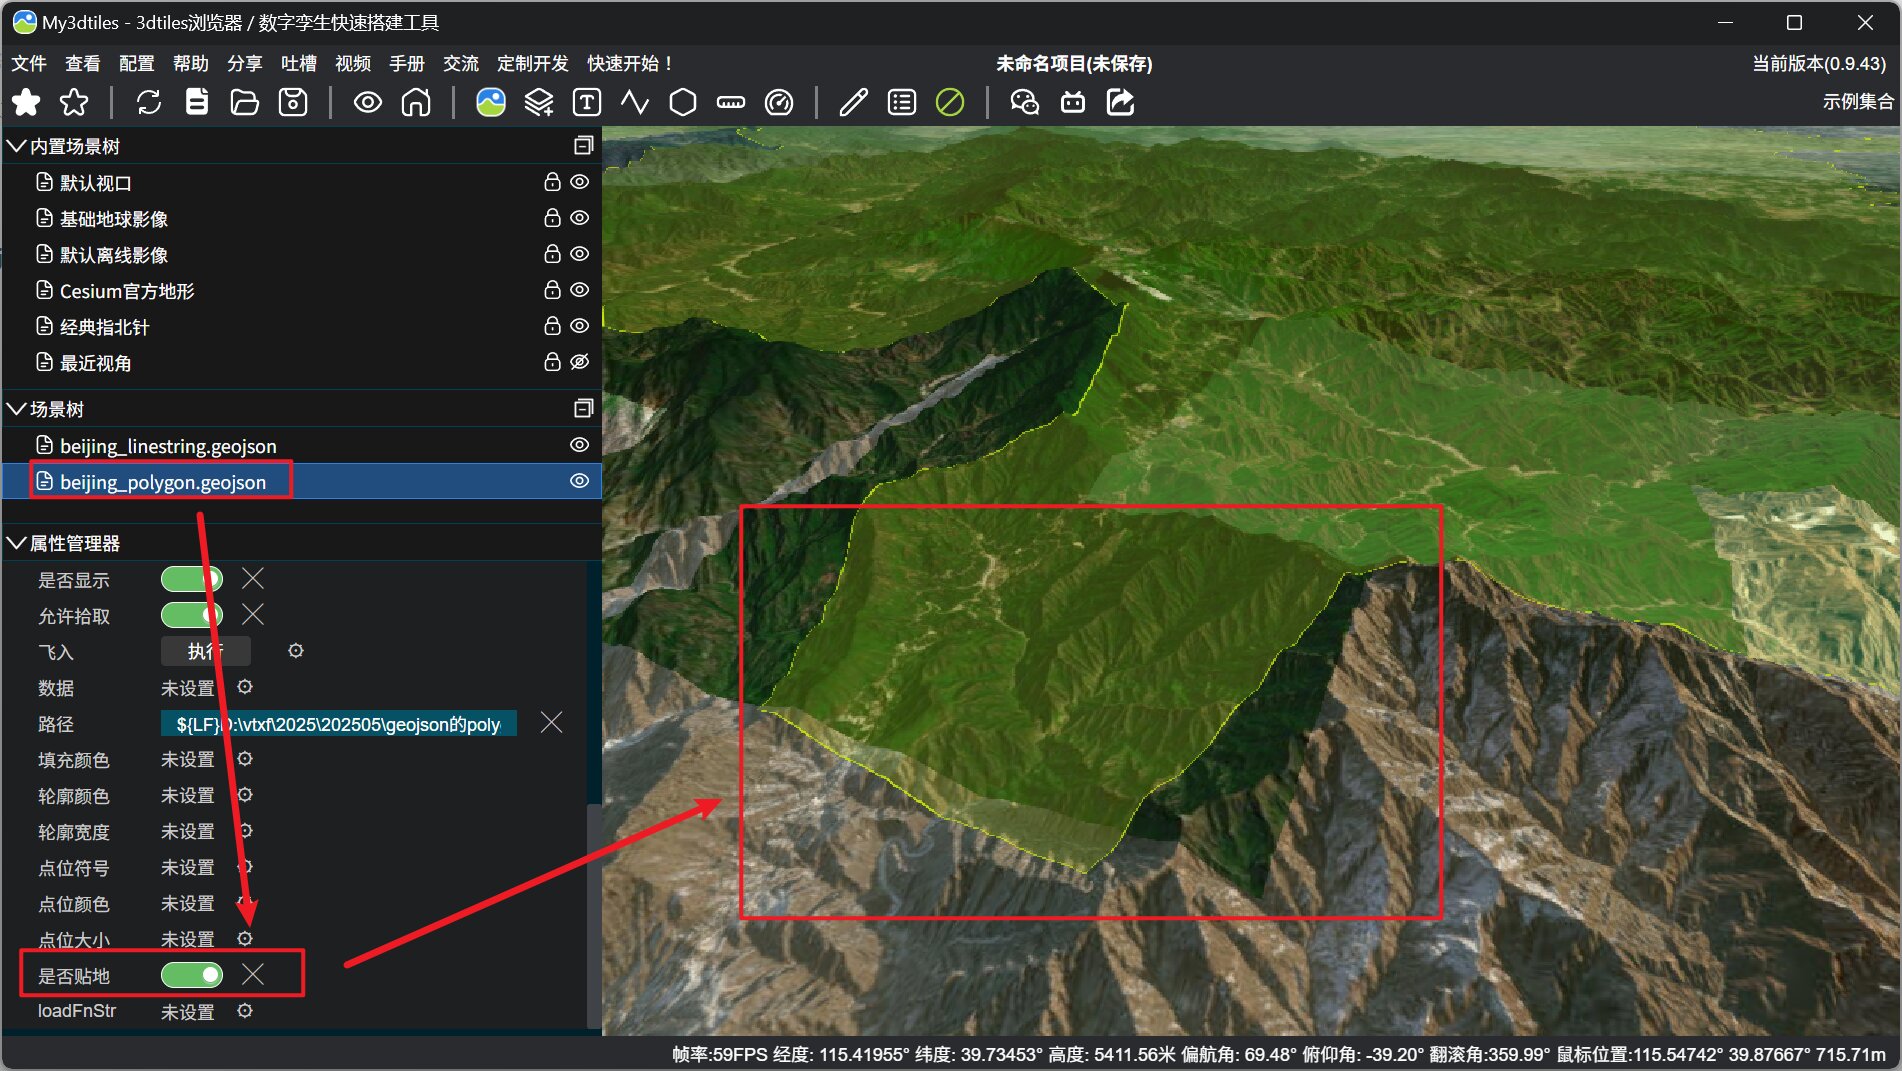 My3dtiles - 3dtiles浏览器 / 数字孪生快速搭建工具
文件 查看 配置 帮助 分享 吐槽 视频 手册 交流 定制开发 快速开始！ 未命名项目(未保存) 当前版本(0.9.43)
示例集合
内置场景树
默认视口
基础地球影像
默认离线影像
Cesium官方地形
经典指北针
最近视角
场景树
beijing_linestring.geojson
beijing_polygon.geojson
属性管理器
是否显示
允许拾取
飞入 执行
数据 未设置
路径 ${LF}D:\vtxf\2025\202505\geojson的poly
填充颜色 未设置
轮廓颜色 未设置
轮廓宽度 未设置
点位符号 未设置
点位颜色 未设置
点位大小 未设置
是否贴地
loadFnStr 未设置
帧率:59FPS 经度: 115.41955° 纬度: 39.73453° 高度: 5411.56米 偏航角: 69.48° 俯仰角: -39.20° 翻滚角:359.99° 鼠标位置:115.54742° 39.87667° 715.71m